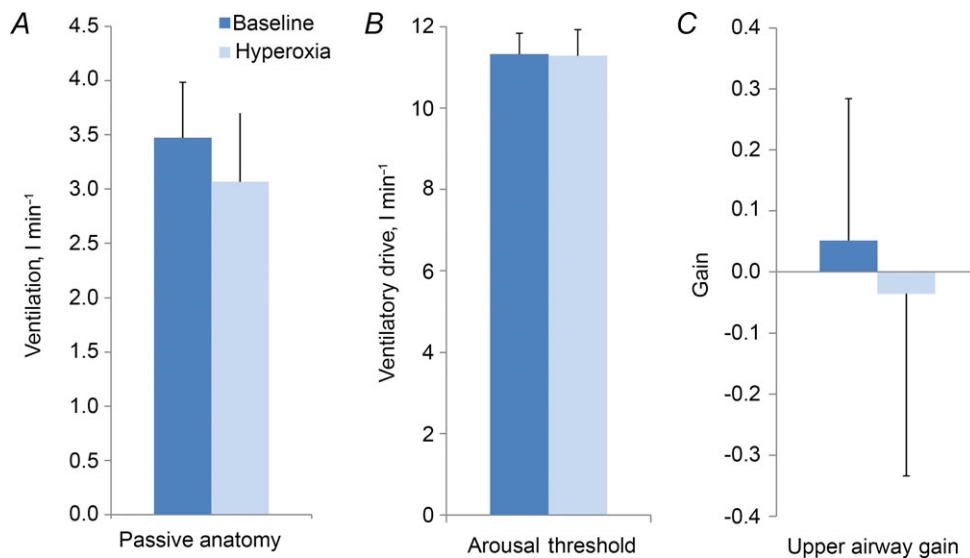 A
Baseline
Hyperoxia
Ventilation, l min⁻¹
4.5
4.0
3.5
3.0
2.5
2.0
1.5
1.0
0.5
0.0
Passive anatomy
B
Ventilatory drive, l min⁻¹
12
10
8
6
4
2
0
Arousal threshold
C
Gain
0.4
0.3
0.2
0.1
0.0
-0.1
-0.2
-0.3
-0.4
Upper airway gain